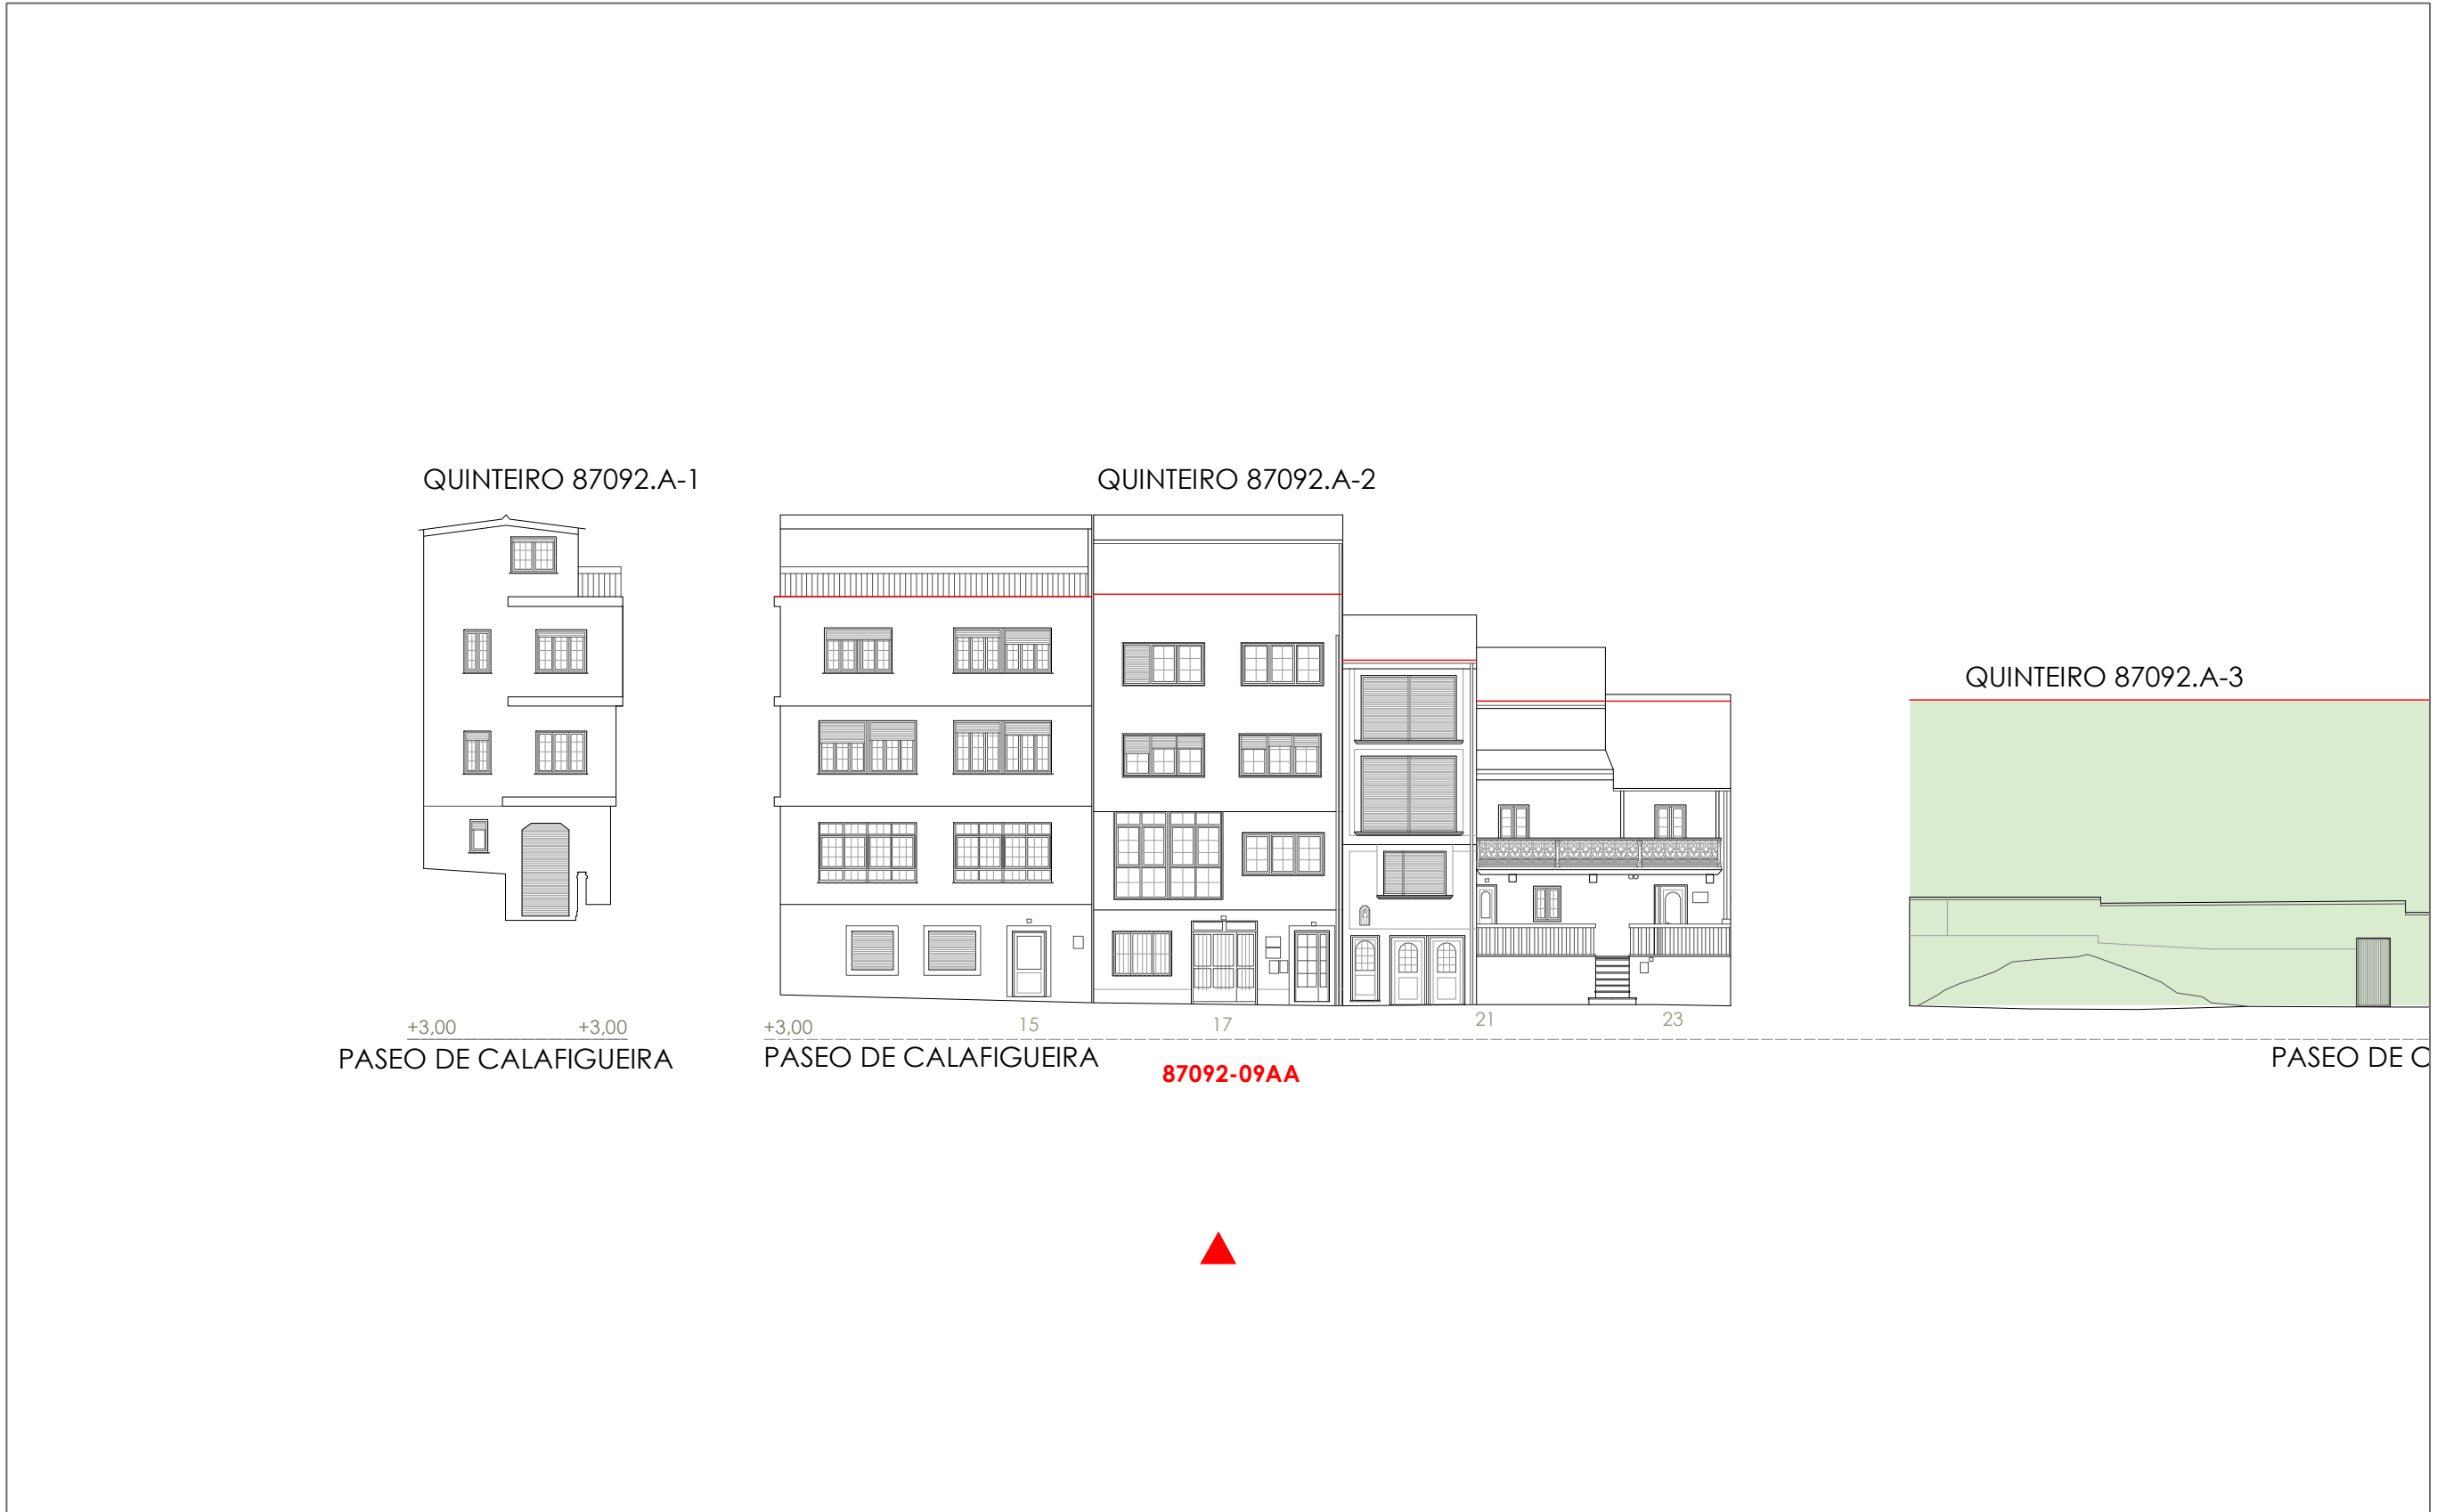 QUINTEIRO 87092.A-1
QUINTEIRO 87092.A-2
QUINTEIRO 87092.A-3
+3,00
+3,00
+3,00
15
17
21
23
PASEO DE CALAFIGUEIRA
PASEO DE CALAFIGUEIRA
PASEO DE C
87092-09AA